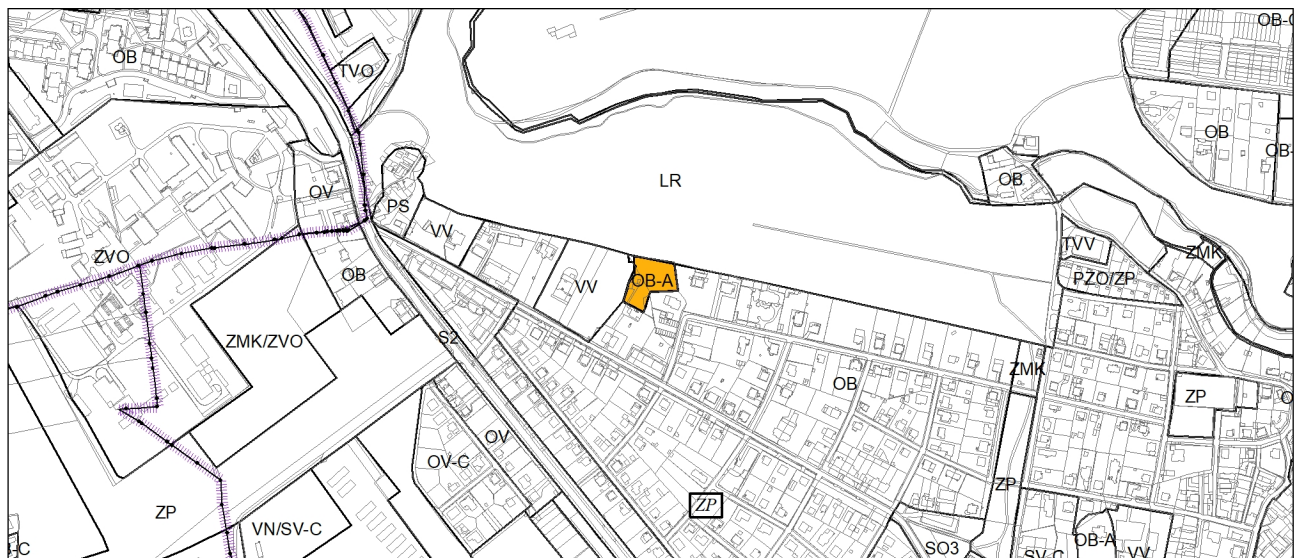 OB-C
OB
TVO
OB
OB
OB-
OV
LR
OB
PS
VV
TVV
ZMK
ZVO
OB
VV
OB-A
PZO/ZP
S2
ZMK/ZVO
ZMK
OB
ZP
O
OV
OV-C
ZP
ZP
ZP
VN/SV-C
-C
SO3
SV-C
OB-A
VV